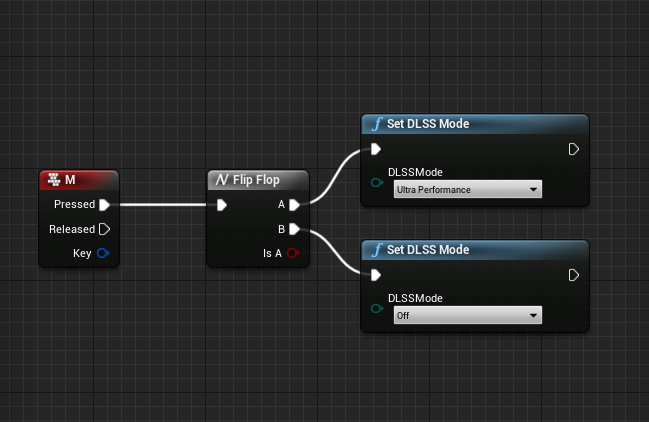 M
Pressed
Released
Key
Flip Flop
A
B
Is A
Set DLSS Mode
DLSSMode
Ultra Performance
Set DLSS Mode
DLSSMode
Off